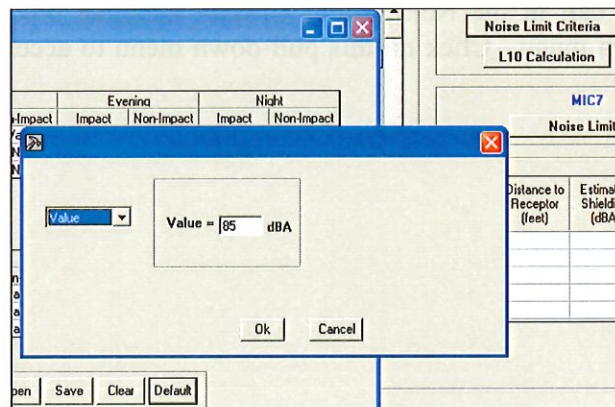 Noise Limit Criteria
L10 Calculation
Evening Night
Impact Non-Impact Impact Non-Impact
MIC7
Noise Limit
Value
Value = 85 dBA
Distance to Receptor (feet)
Ok Cancel
Save Clear Default